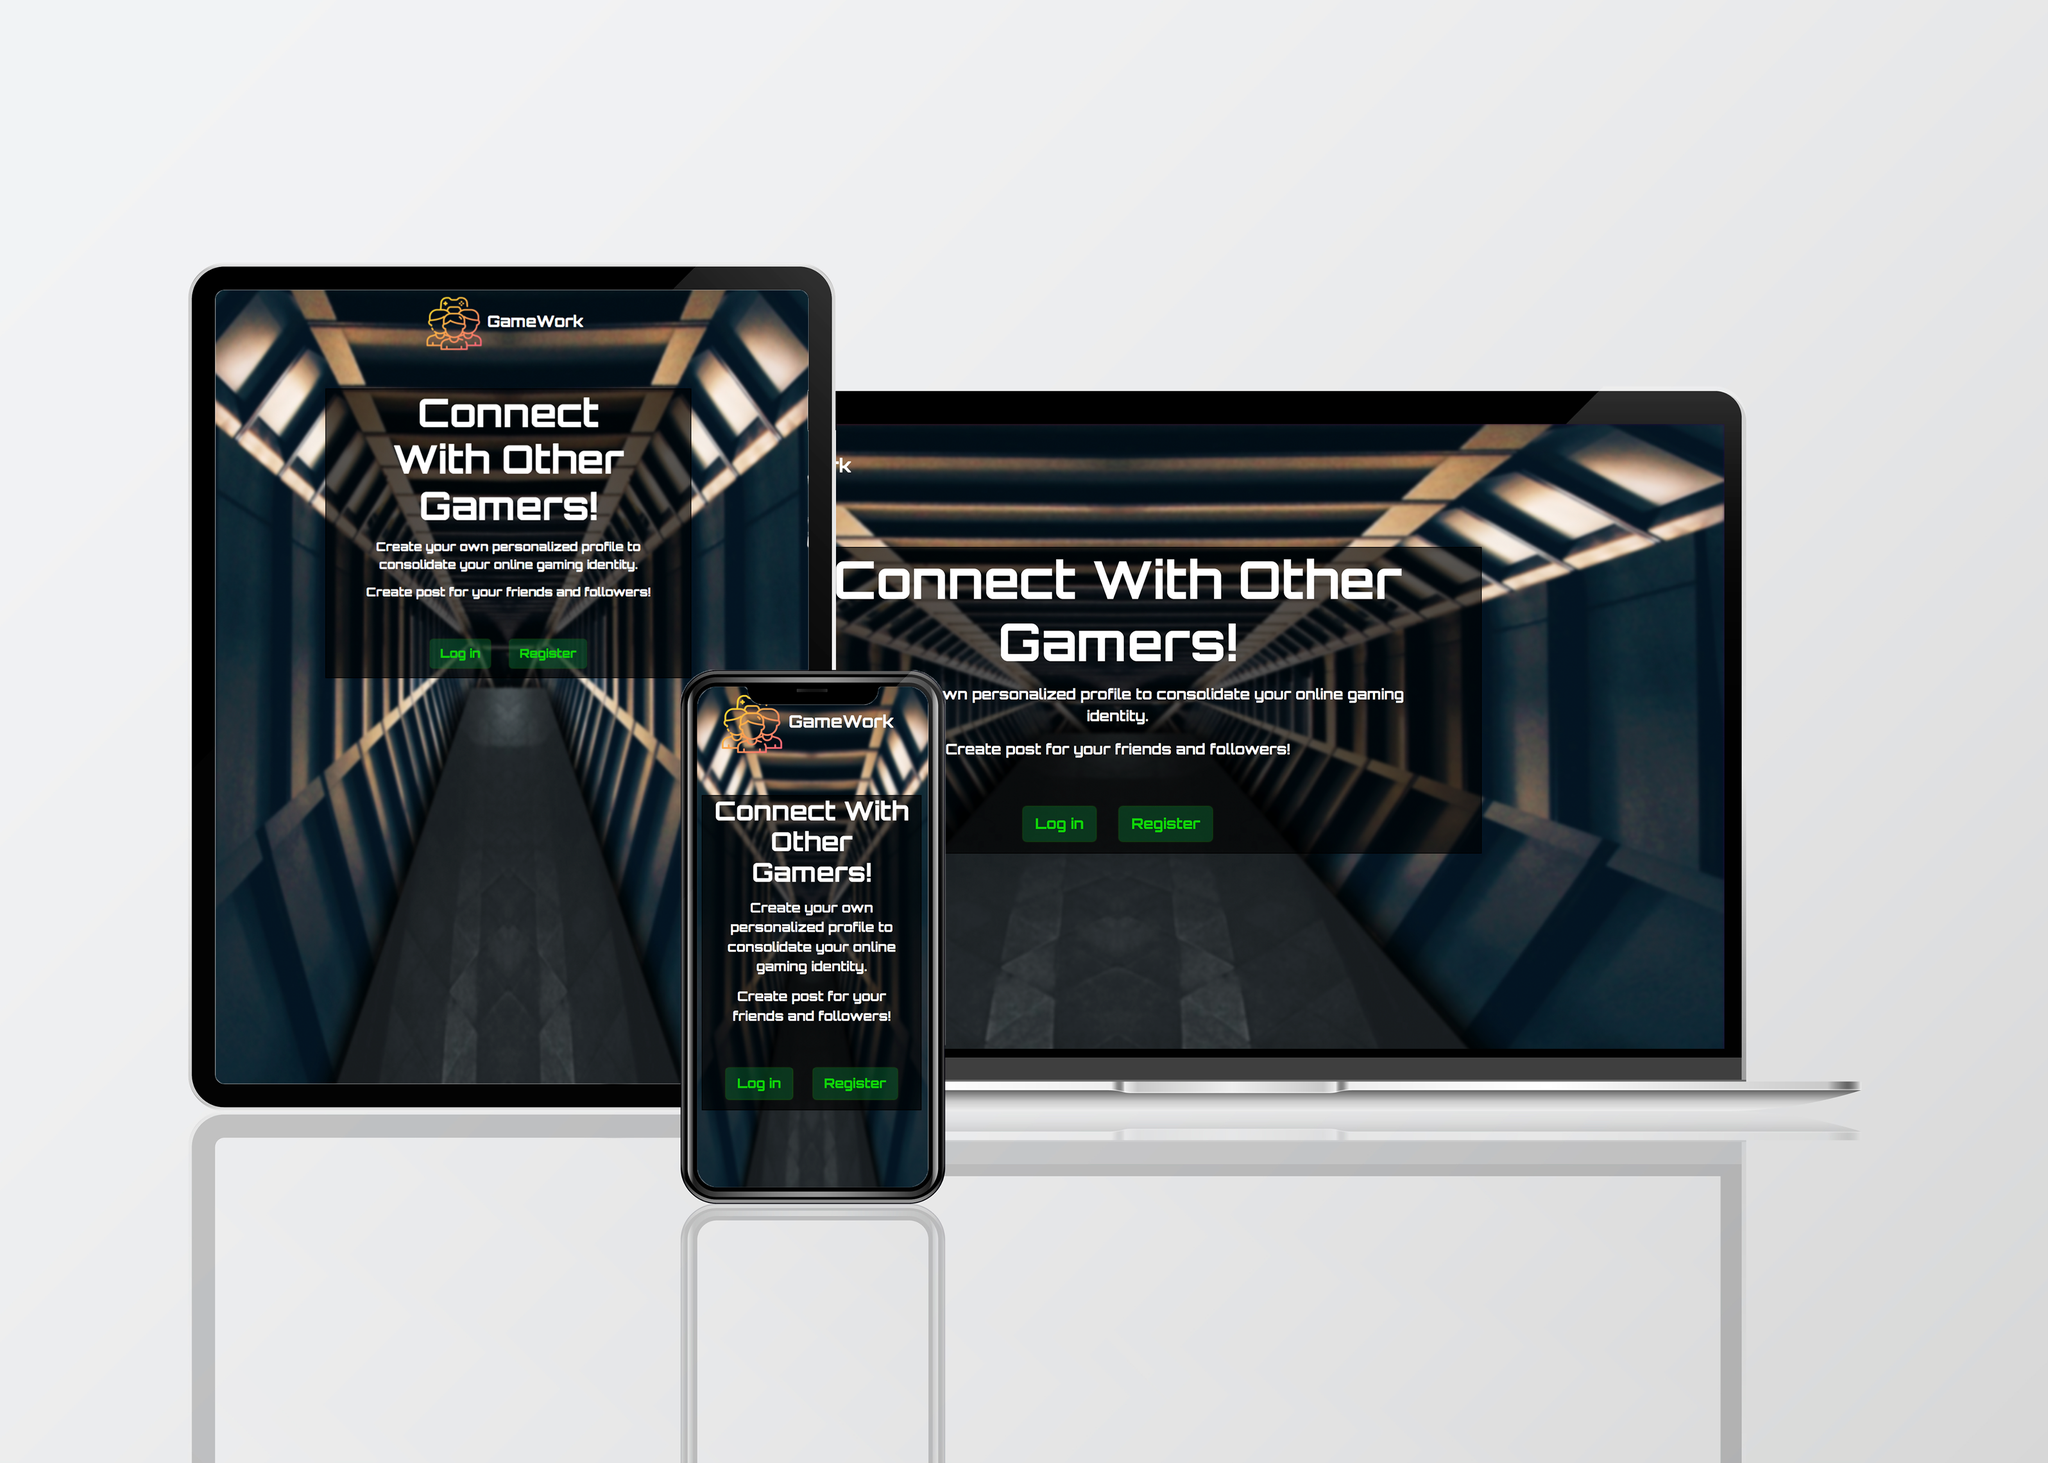 GameWork
Connect
With Other
Gamers!
Create your own personalized profile to
consolidate your online gaming identity.
Create post for your friends and followers!
Log in
Register
GameWork
Connect With
Other
Gamers!
Create your own
personalized profile to
consolidate your online
gaming identity.
Create post for your
friends and followers!
Log in
Register
rk
Connect With Other
Gamers!
wn personalized profile to consolidate your online gaming
identity.
Create post for your friends and followers!
Log in
Register